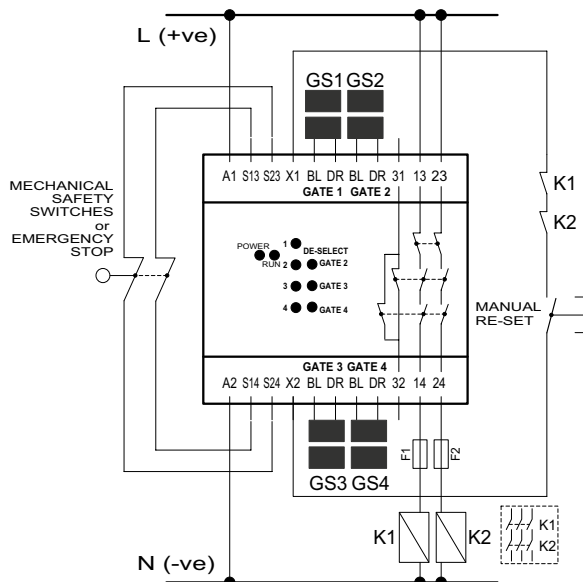 L (+ve)
GS1 GS2
A1 S13 S23 X1 BL DR BL DR 31 13 23
GATE 1 GATE 2
K1
K2
MECHANICAL
SAFETY
SWITCHES
or
EMERGENCY
STOP
POWER
RUN
1
DE-SELECT
2 GATE 2
3 GATE 3
4 GATE 4
MANUAL
RE-SET
GATE 3 GATE 4
A2 S14 S24 X2 BL DR BL DR 32 14 24
F1 F2
GS3 GS4
K1 K2
K1
K2
N (-ve)